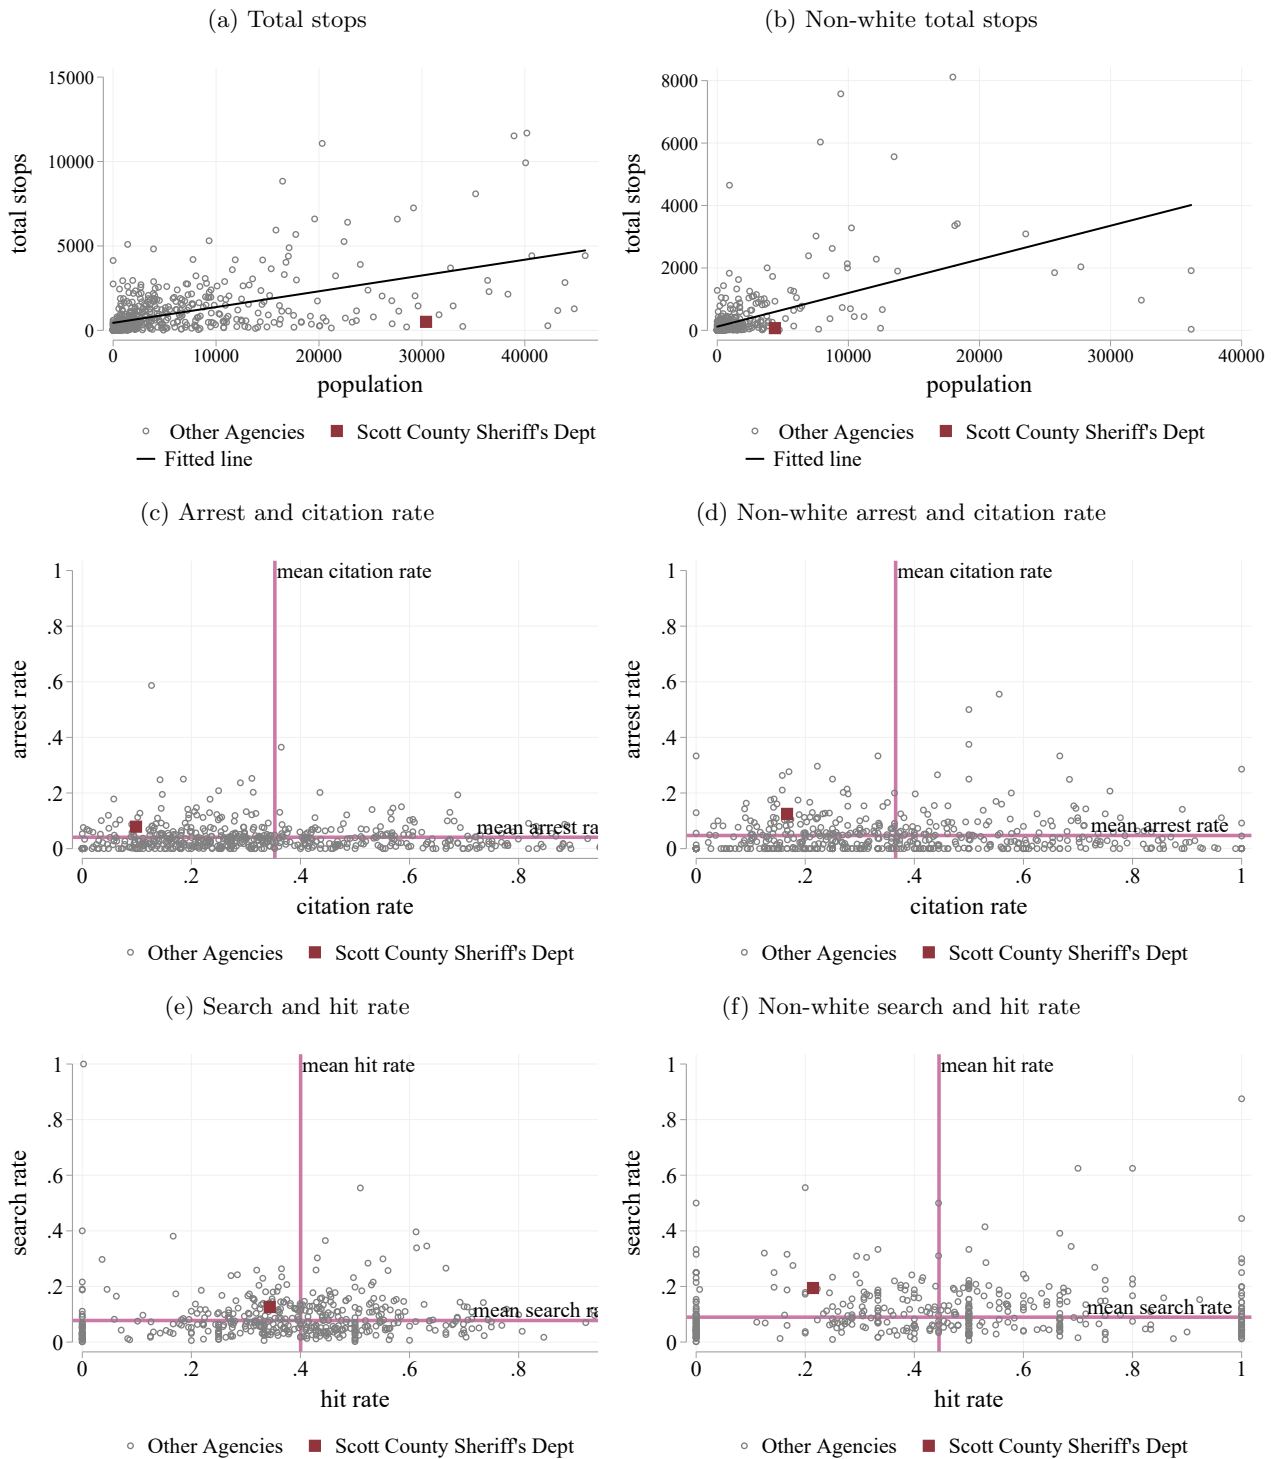 (a) Total stops
(b) Non-white total stops
total stops
15000
10000
5000
0
0 10000 20000 30000 40000
population
Other Agencies Scott County Sheriff's Dept
Fitted line
total stops
8000
6000
4000
2000
0
0 10000 20000 30000 40000
population
Other Agencies Scott County Sheriff's Dept
Fitted line
(c) Arrest and citation rate
(d) Non-white arrest and citation rate
arrest rate
1
.8
.6
.4
.2
0
mean citation rate
mean arrest ra
0 .2 .4 .6 .8
citation rate
Other Agencies Scott County Sheriff's Dept
arrest rate
1
.8
.6
.4
.2
0
mean citation rate
mean arrest rate
0 .2 .4 .6 .8 1
citation rate
Other Agencies Scott County Sheriff's Dept
(e) Search and hit rate
(f) Non-white search and hit rate
search rate
1
.8
.6
.4
.2
0
mean hit rate
mean search ra
0 .2 .4 .6 .8
hit rate
Other Agencies Scott County Sheriff's Dept
search rate
1
.8
.6
.4
.2
0
mean hit rate
mean search rate
0 .2 .4 .6 .8 1
hit rate
Other Agencies Scott County Sheriff's Dept